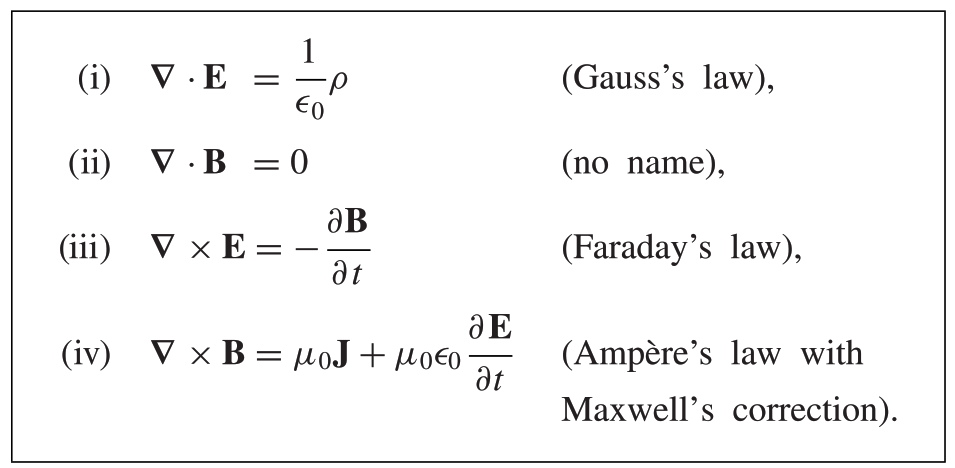 (i) ∇ · E = 1/ϵ₀ ρ (Gauss’s law),
(ii) ∇ · B = 0 (no name),
(iii) ∇ × E = − ∂B/∂t (Faraday’s law),
(iv) ∇ × B = μ₀J + μ₀ϵ₀ ∂E/∂t (Ampère’s law with
Maxwell’s correction).